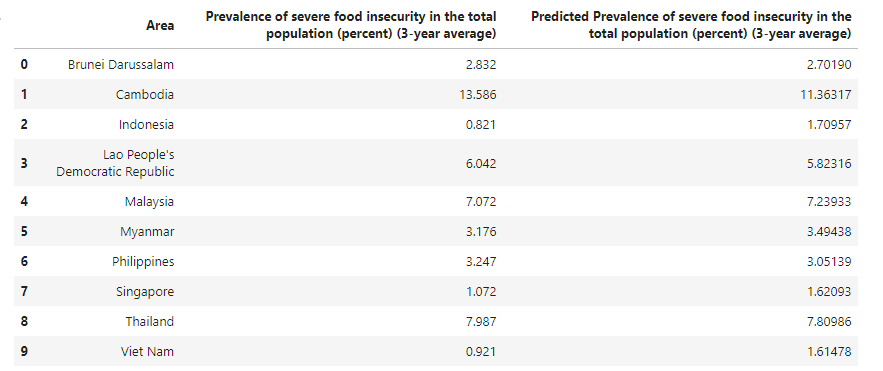 Area Prevalence of severe food insecurity in the total population (percent) (3-year average) Predicted Prevalence of severe food insecurity in the total population (percent) (3-year average)
0 Brunei Darussalam 2.832 2.70190
1 Cambodia 13.586 11.36317
2 Indonesia 0.821 1.70957
3 Lao People's Democratic Republic 6.042 5.82316
4 Malaysia 7.072 7.23933
5 Myanmar 3.176 3.49438
6 Philippines 3.247 3.05139
7 Singapore 1.072 1.62093
8 Thailand 7.987 7.80986
9 Viet Nam 0.921 1.61478